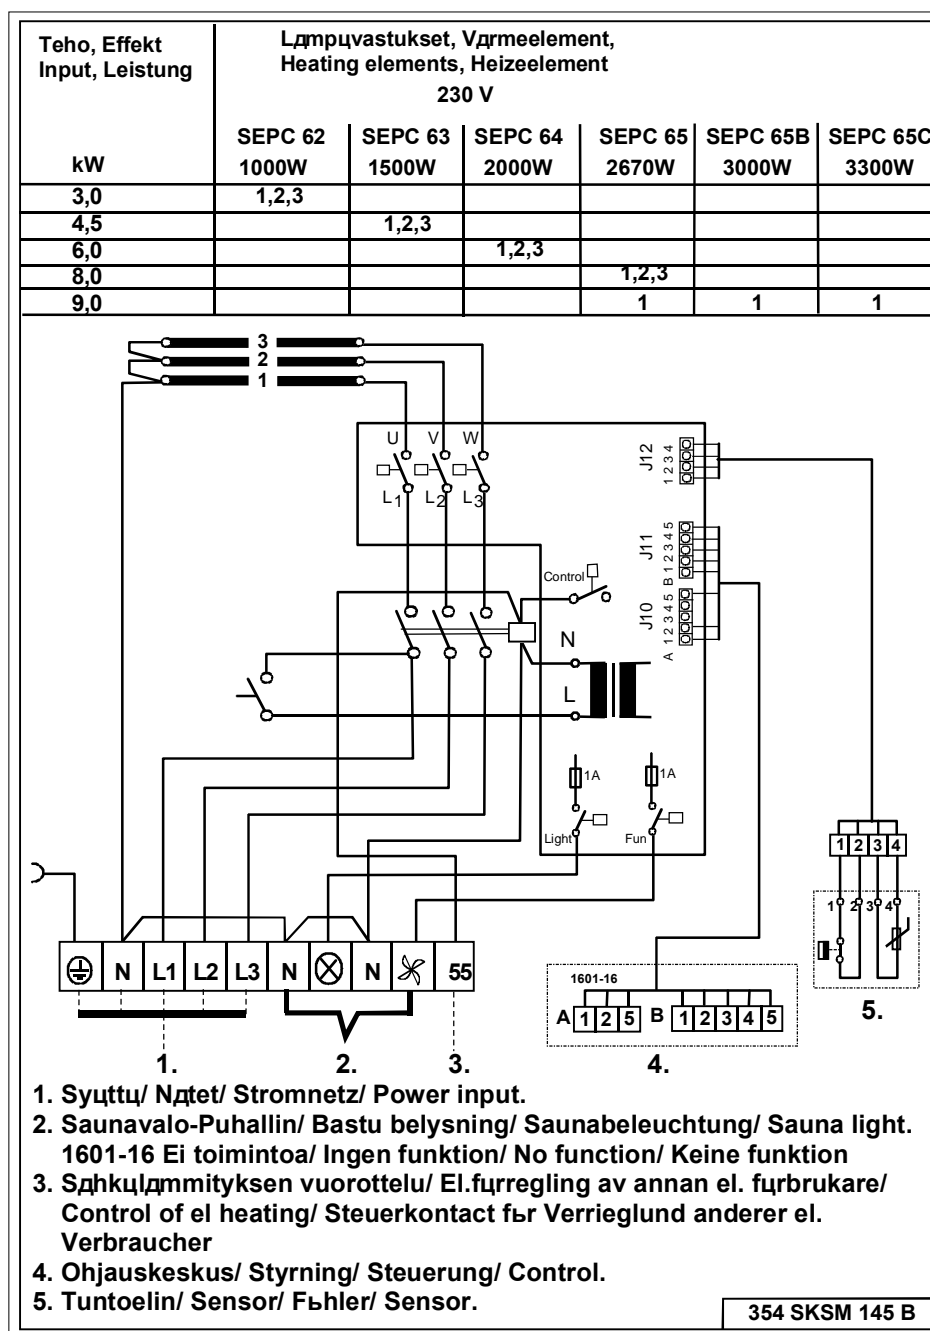 Teho, Effekt
Input, Leistung
Lдmpцvastukset, Vдrmeelement,
Heating elements, Heizeelement
230 V
kW
SEPC 62 SEPC 63 SEPC 64 SEPC 65 SEPC 65B SEPC 65C
1000W 1500W 2000W 2670W 3000W 3300W
3,0 1,2,3
4,5 1,2,3
6,0 1,2,3
8,0 1,2,3
9,0 1 1 1
3
2
1
U V W
L1 L2 L3
J12
1 2 3 4
J11
B 1 2 3 4 5
J10
A 1 2 3 4 5
Control
N
L
1A 1A
Light Fun
1 2 3 4
1 2 3 4
5.
N L1 L2 L3 N N 55
1601-16
A 1 2 5 B 1 2 3 4 5
1. 2. 3. 4.
1. Syцttц/ Nдtet/ Stromnetz/ Power input.
2. Saunavalo-Puhallin/ Bastu belysning/ Saunabeleuchtung/ Sauna light.
1601-16 Ei toimintoa/ Ingen funktion/ No function/ Keine funktion
3. Sдhkцlдmmityksen vuorottelu/ El.fцrregling av annan el. fцrbrukare/
Control of el heating/ Steuerkontact fьr Verrieglund anderer el.
Verbraucher
4. Ohjauskeskus/ Styrning/ Steuerung/ Control.
5. Tuntoelin/ Sensor/ Fьhler/ Sensor.
354 SKSM 145 B